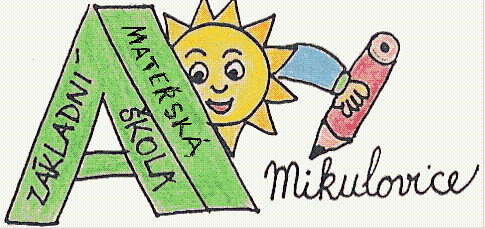 ZÁKLADNÍ
A
MATEŘSKÁ
ŠKOLA
Mikulovice